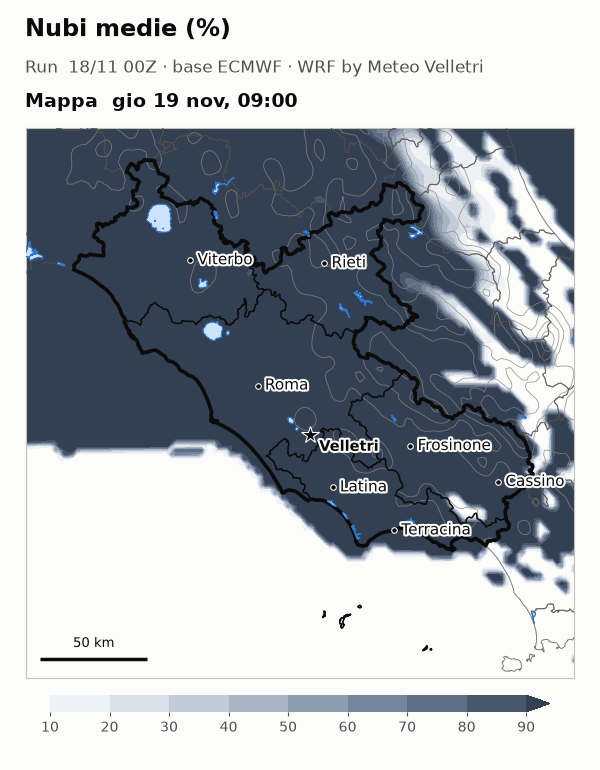 Nubi medie (%)
Run  18/11 00Z · base ECMWF · WRF by Meteo Velletri
Mappa  gio 19 nov, 09:00
Viterbo
Rieti
Roma
Velletri
Frosinone
Latina
Cassino
Terracina
50 km
10 20 30 40 50 60 70 80 90